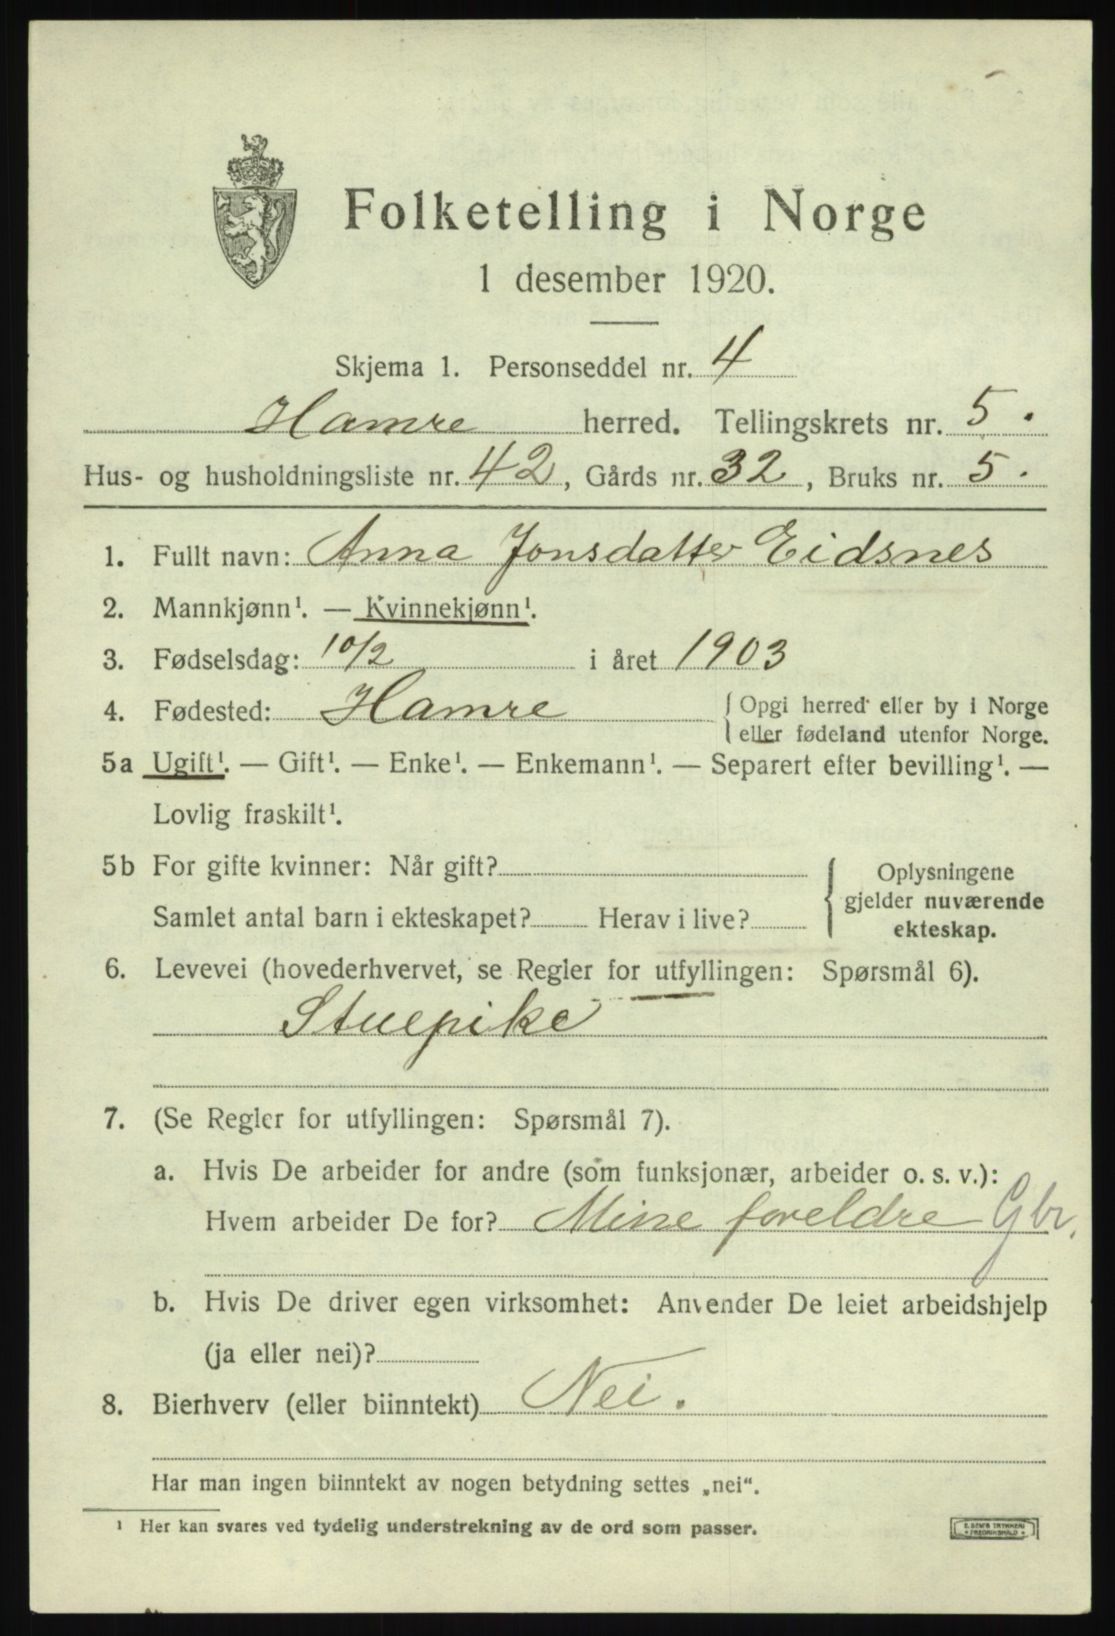 Folketelling i Norge
1 desember 1920.
Skjema 1. Personseddel nr. 4
Hamre herred. Tellingskrets nr. 5.
Hus- og husholdningsliste nr. 42, Gårds nr. 32, Bruks nr. 5.
1. Fullt navn: Anna Jonsdatter Eidsnes
2. Mannkjønn¹. — Kvinnekjønn¹.
3. Fødselsdag: 10/2 i året 1903
4. Fødested: Hamre { Opgi herred eller by i Norge
eller fødeland utenfor Norge.
5a Ugift¹. — Gift¹. — Enke¹. — Enkemann¹. — Separert efter bevilling¹. —
Lovlig fraskilt¹.
5b For gifte kvinner: Når gift?
Samlet antal barn i ekteskapet? Herav i live?
{ Oplysningene
gjelder nuværende
ekteskap.
6. Levevei (hovederhvervet, se Regler for utfyllingen: Spørsmål 6).
Stuepike
7. (Se Regler for utfyllingen: Spørsmål 7).
a. Hvis De arbeider for andre (som funksjonær, arbeider o. s. v.):
Hvem arbeider De for? Mine foreldre Gbr.
b. Hvis De driver egen virksomhet: Anvender De leiet arbeidshjelp
(ja eller nei)?
8. Bierhverv (eller biinntekt) Nei.
Har man ingen biinntekt av nogen betydning settes „nei“.
¹ Her kan svares ved tydelig understrekning av de ord som passer.